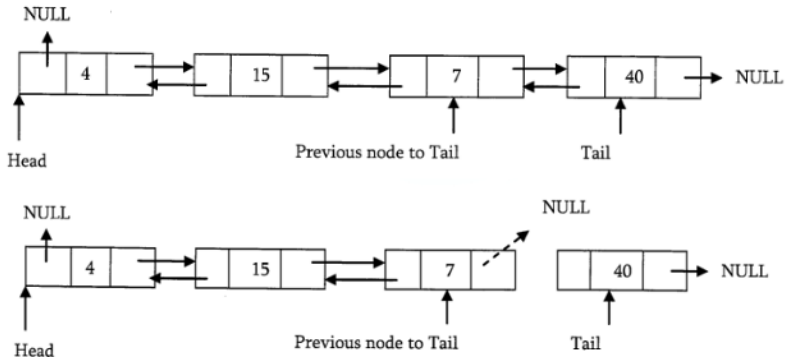 NULL
4 15 7 40 NULL
Head Previous node to Tail Tail
NULL NULL
4 15 7 40 NULL
Head Previous node to Tail Tail